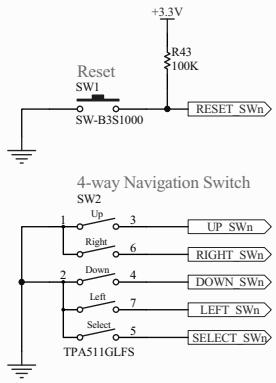 +3.3V
R43
100K
Reset
SW1
SW-B3S1000
RESET_SWn
4-way Navigation Switch
SW2
1 Up 3 UP_SWn
Right 6 RIGHT_SWn
2 Down 4 DOWN_SWn
Left 7 LEFT_SWn
Select 5 SELECT_SWn
TPA511GLFS